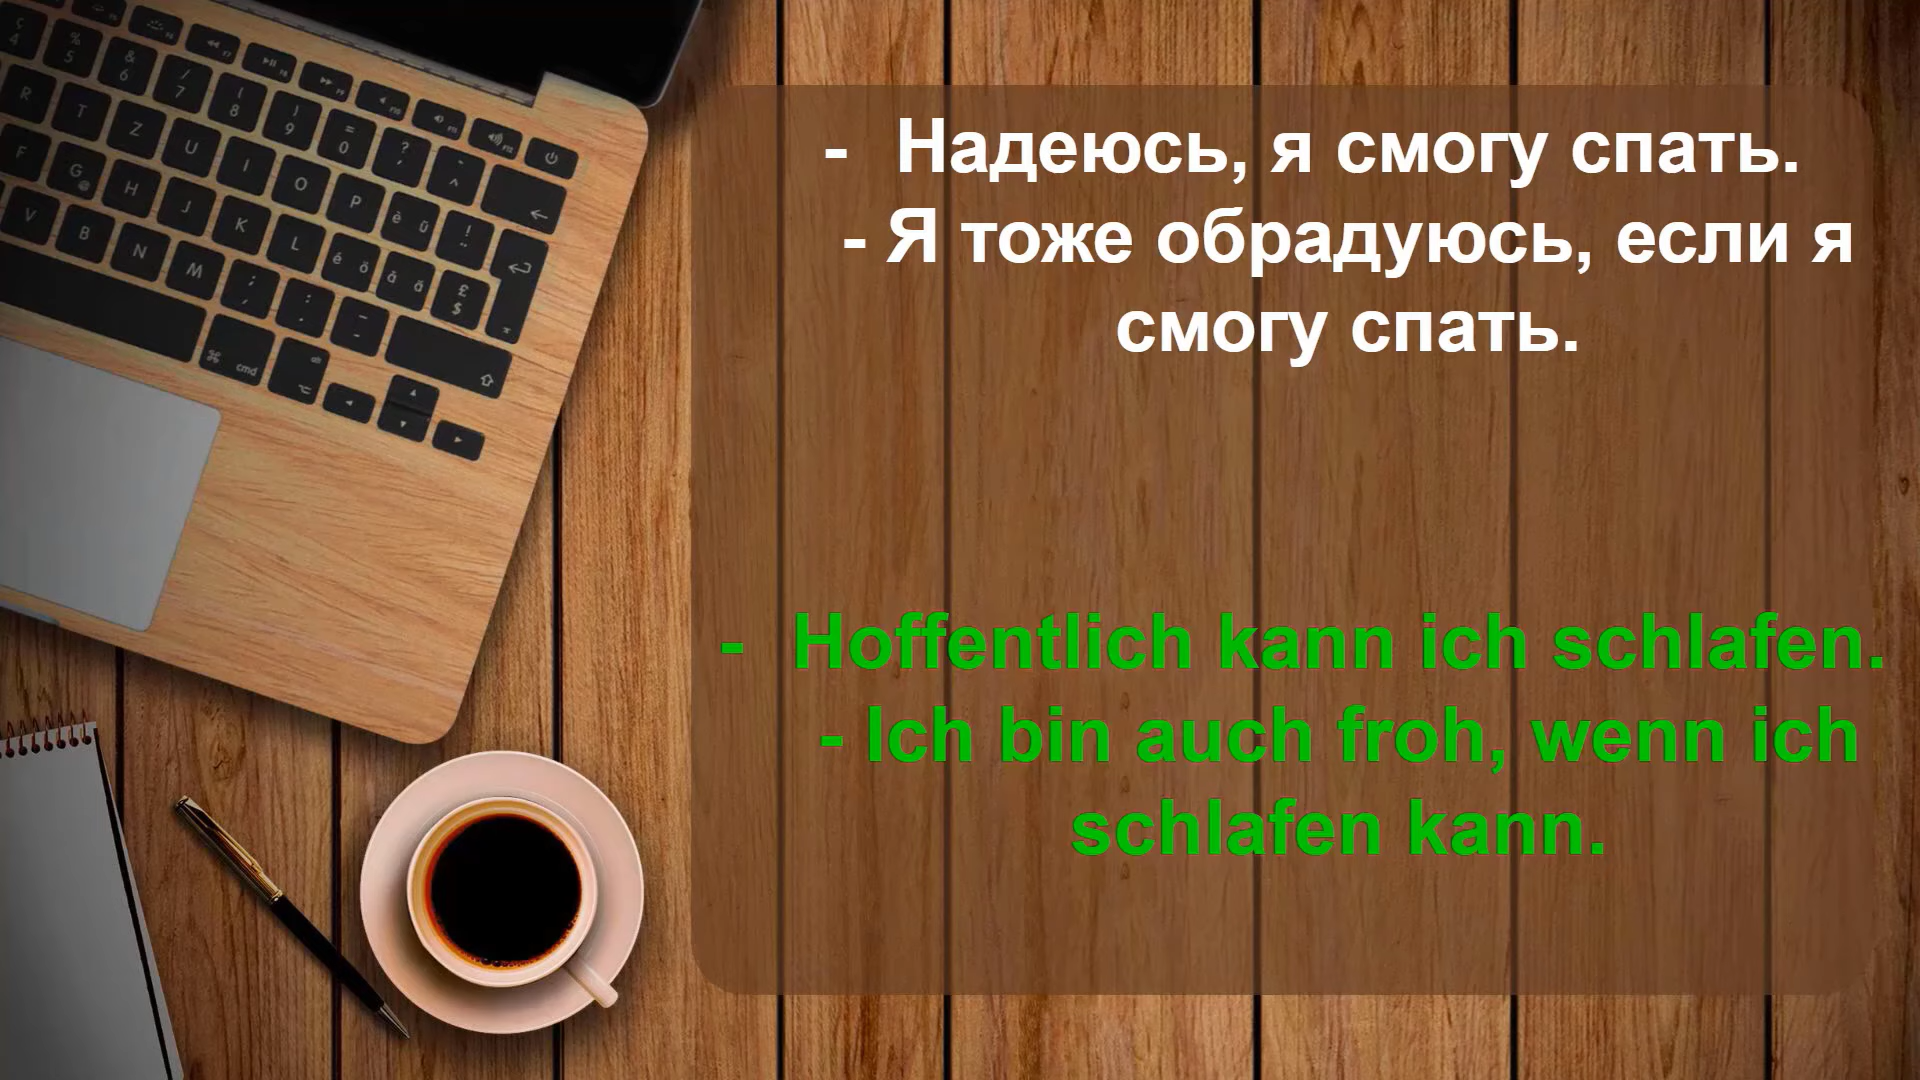 - Надеюсь, я смогу спать.
- Я тоже обрадуюсь, если я
смогу спать.
- Hoffentlich kann ich schlafen.
- Ich bin auch froh, wenn ich
schlafen kann.